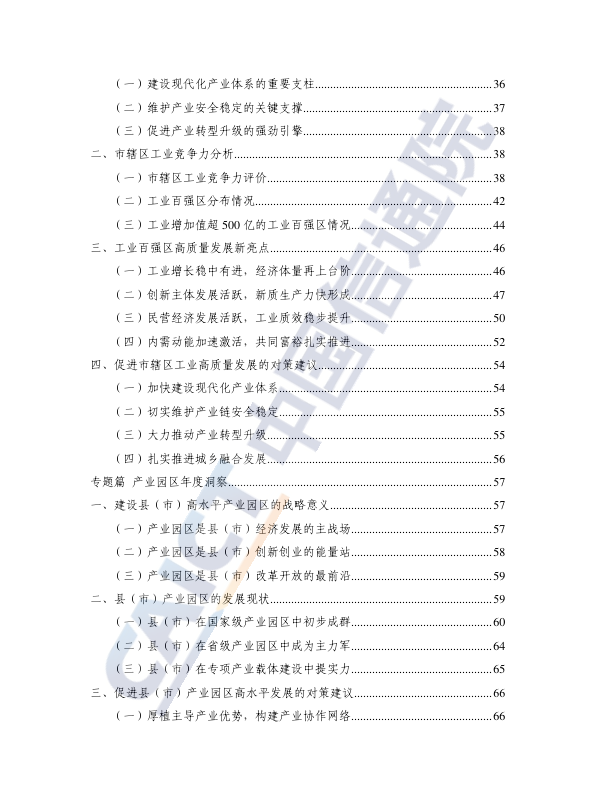 （一）建设现代化产业体系的重要支柱............................................................36
（二）维护产业安全稳定的关键支撑................................................................37
（三）促进产业转型升级的强劲引擎................................................................38
二、市辖区工业竞争力分析......................................................................................38
（一）市辖区工业竞争力评价............................................................................38
（二）工业百强区分布情况................................................................................42
（三）工业增加值超 500 亿的工业百强区情况................................................44
三、工业百强区高质量发展新亮点..........................................................................46
（一）工业增长稳中有进，经济体量再上台阶................................................46
（二）创新主体发展活跃，新质生产力快形成................................................47
（三）民营经济发展活跃，工业质效稳步提升................................................50
（四）内需动能加速激活，共同富裕扎实推进................................................52
四、促进市辖区工业高质量发展的对策建议..........................................................54
（一）加快建设现代化产业体系........................................................................54
（二）切实维护产业链安全稳定........................................................................55
（三）大力推动产业转型升级............................................................................55
（四）扎实推进城乡融合发展............................................................................56
专题篇 产业园区年度洞察........................................................................................57
一、建设县（市）高水平产业园区的战略意义......................................................57
（一）产业园区是县（市）经济发展的主战场................................................57
（二）产业园区是县（市）创新创业的能量站................................................58
（三）产业园区是县（市）改革开放的最前沿................................................59
二、县（市）产业园区的发展现状..........................................................................59
（一）县（市）在国家级产业园区中初步成群................................................60
（二）县（市）在省级产业园区中成为主力军................................................64
（三）县（市）在专项产业载体建设中提实力................................................65
三、促进县（市）产业园区高水平发展的对策建议..............................................66
（一）厚植主导产业优势，构建产业协作网络................................................66
CAICT 中国信通院